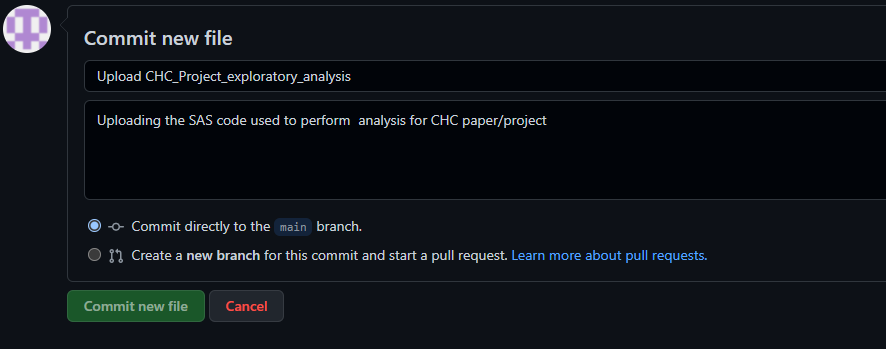 Commit new file
Upload CHC_Project_exploratory_analysis
Uploading the SAS code used to perform  analysis for CHC paper/project
Commit directly to the main branch.
Create a new branch for this commit and start a pull request. Learn more about pull requests.
Commit new file Cancel